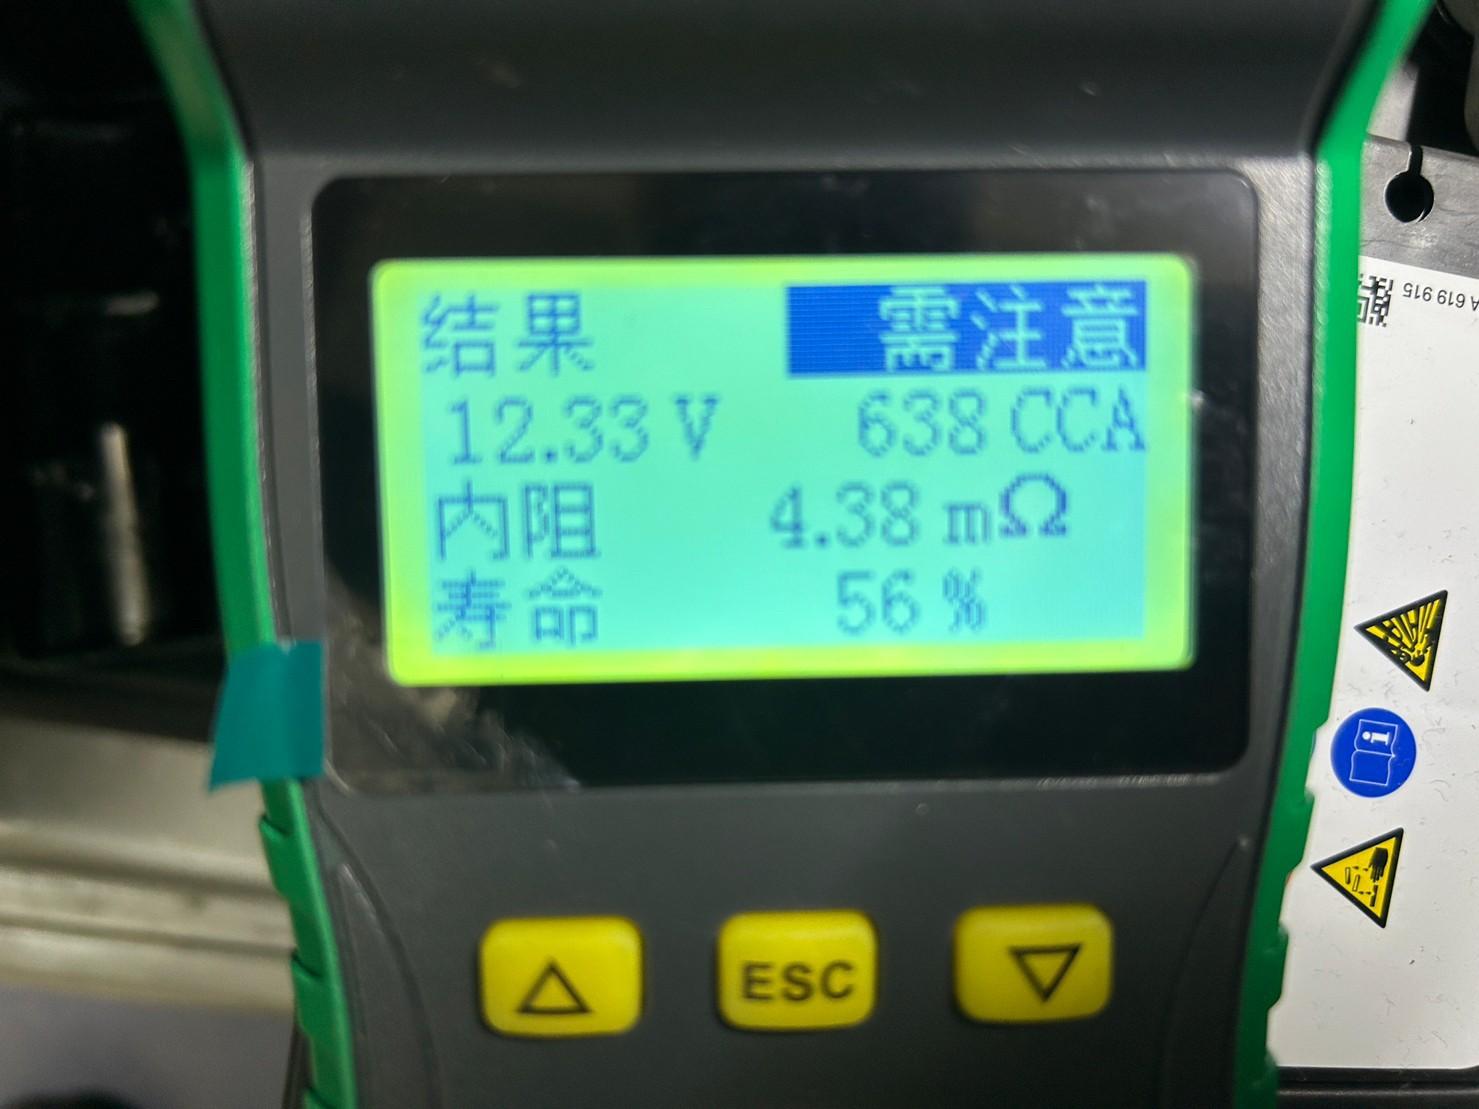 结果 需注意
12.33 V 638 CCA
内阻 4.38 mΩ
寿命 56 %
ESC
A 619 915